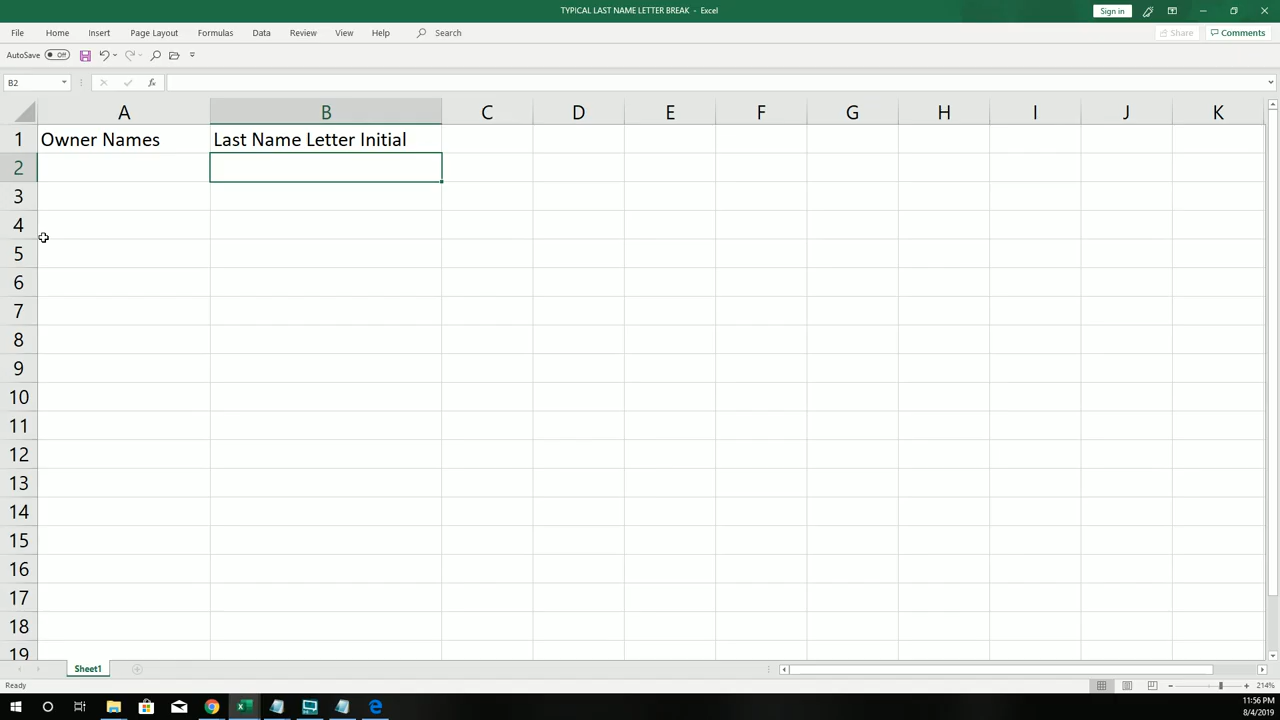 TYPICAL LAST NAME LETTER BREAK - Excel
Sign in
File Home Insert Page Layout Formulas Data Review View Help Search Share Comments
AutoSave Off
B2
A B C D E F G H I J K
1 Owner Names Last Name Letter Initial
2
3
4
5
6
7
8
9
10
11
12
13
14
15
16
17
18
19
Sheet1
Ready 214%
11:56 PM
8/4/2019